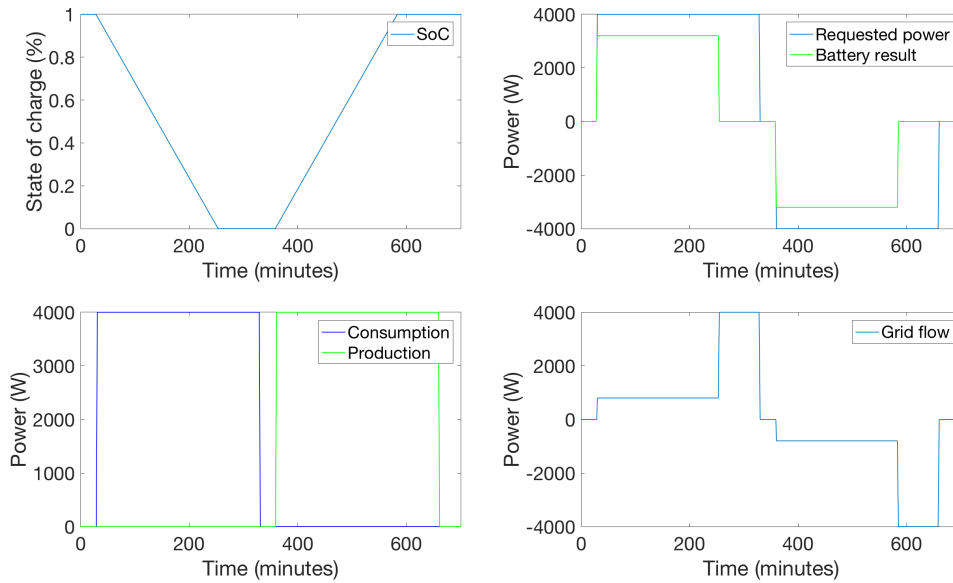 State of charge (%)
1
0.8
0.6
0.4
0.2
0
SoC
0 200 400 600
Time (minutes)
Power (W)
4000
2000
0
-2000
-4000
Requested power
Battery result
0 200 400 600
Time (minutes)
Power (W)
4000
3000
2000
1000
0
Consumption
Production
0 200 400 600
Time (minutes)
Power (W)
4000
2000
0
-2000
-4000
Grid flow
0 200 400 600
Time (minutes)